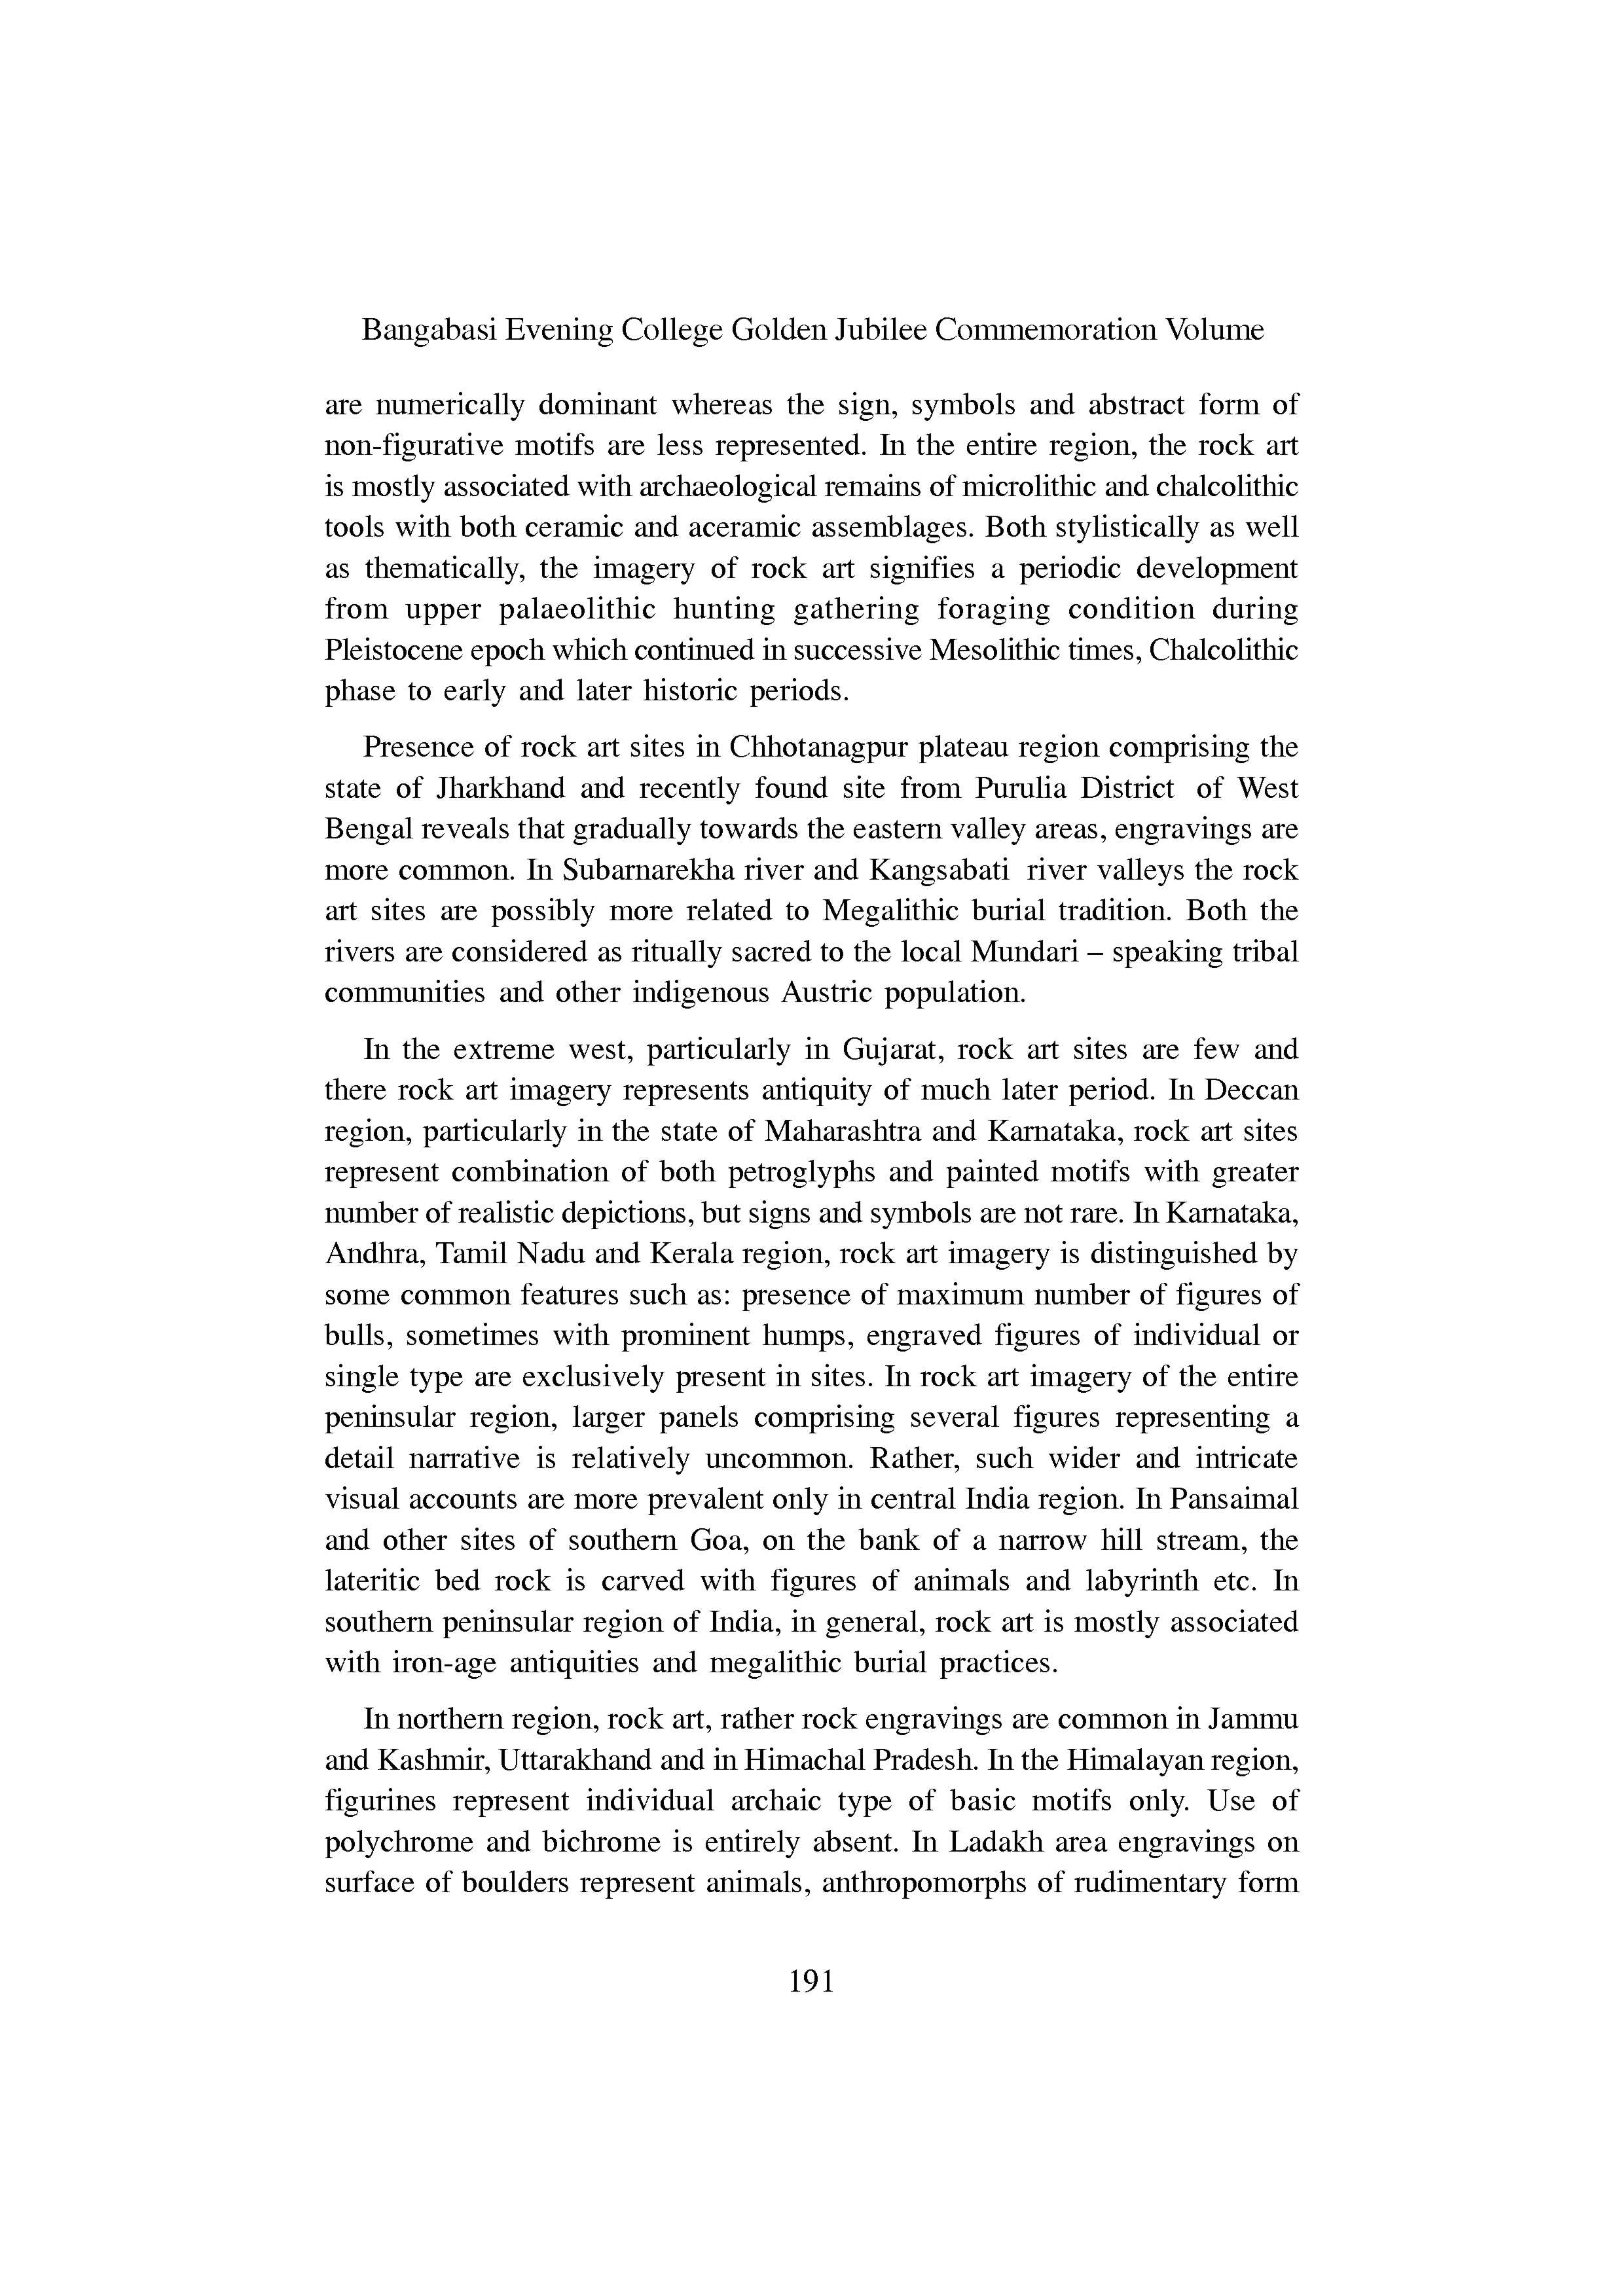 Bangabasi Evening College Golden Jubilee Commemoration Volume
are numerically dominant whereas the sign, symbols and abstract form of
non-figurative motifs are less represented. In the entire region, the rock art
is mostly associated with archaeological remains of microlithic and chalcolithic
tools with both ceramic and aceramic assemblages. Both stylistically as well
as thematically, the imagery of rock art signifies a periodic development
from upper palaeolithic hunting gathering foraging condition during
Pleistocene epoch which continued in successive Mesolithic times, Chalcolithic
phase to early and later historic periods.
Presence of rock art sites in Chhotanagpur plateau region comprising the
state of Jharkhand and recently found site from Purulia District of West
Bengal reveals that gradually towards the eastern valley areas, engravings are
more common. In Subarnarekha river and Kangsabati river valleys the rock
art sites are possibly more related to Megalithic burial tradition. Both the
rivers are considered as ritually sacred to the local Mundari – speaking tribal
communities and other indigenous Austric population.
In the extreme west, particularly in Gujarat, rock art sites are few and
there rock art imagery represents antiquity of much later period. In Deccan
region, particularly in the state of Maharashtra and Karnataka, rock art sites
represent combination of both petroglyphs and painted motifs with greater
number of realistic depictions, but signs and symbols are not rare. In Karnataka,
Andhra, Tamil Nadu and Kerala region, rock art imagery is distinguished by
some common features such as: presence of maximum number of figures of
bulls, sometimes with prominent humps, engraved figures of individual or
single type are exclusively present in sites. In rock art imagery of the entire
peninsular region, larger panels comprising several figures representing a
detail narrative is relatively uncommon. Rather, such wider and intricate
visual accounts are more prevalent only in central India region. In Pansaimal
and other sites of southern Goa, on the bank of a narrow hill stream, the
lateritic bed rock is carved with figures of animals and labyrinth etc. In
southern peninsular region of India, in general, rock art is mostly associated
with iron-age antiquities and megalithic burial practices.
In northern region, rock art, rather rock engravings are common in Jammu
and Kashmir, Uttarakhand and in Himachal Pradesh. In the Himalayan region,
figurines represent individual archaic type of basic motifs only. Use of
polychrome and bichrome is entirely absent. In Ladakh area engravings on
surface of boulders represent animals, anthropomorphs of rudimentary form
191